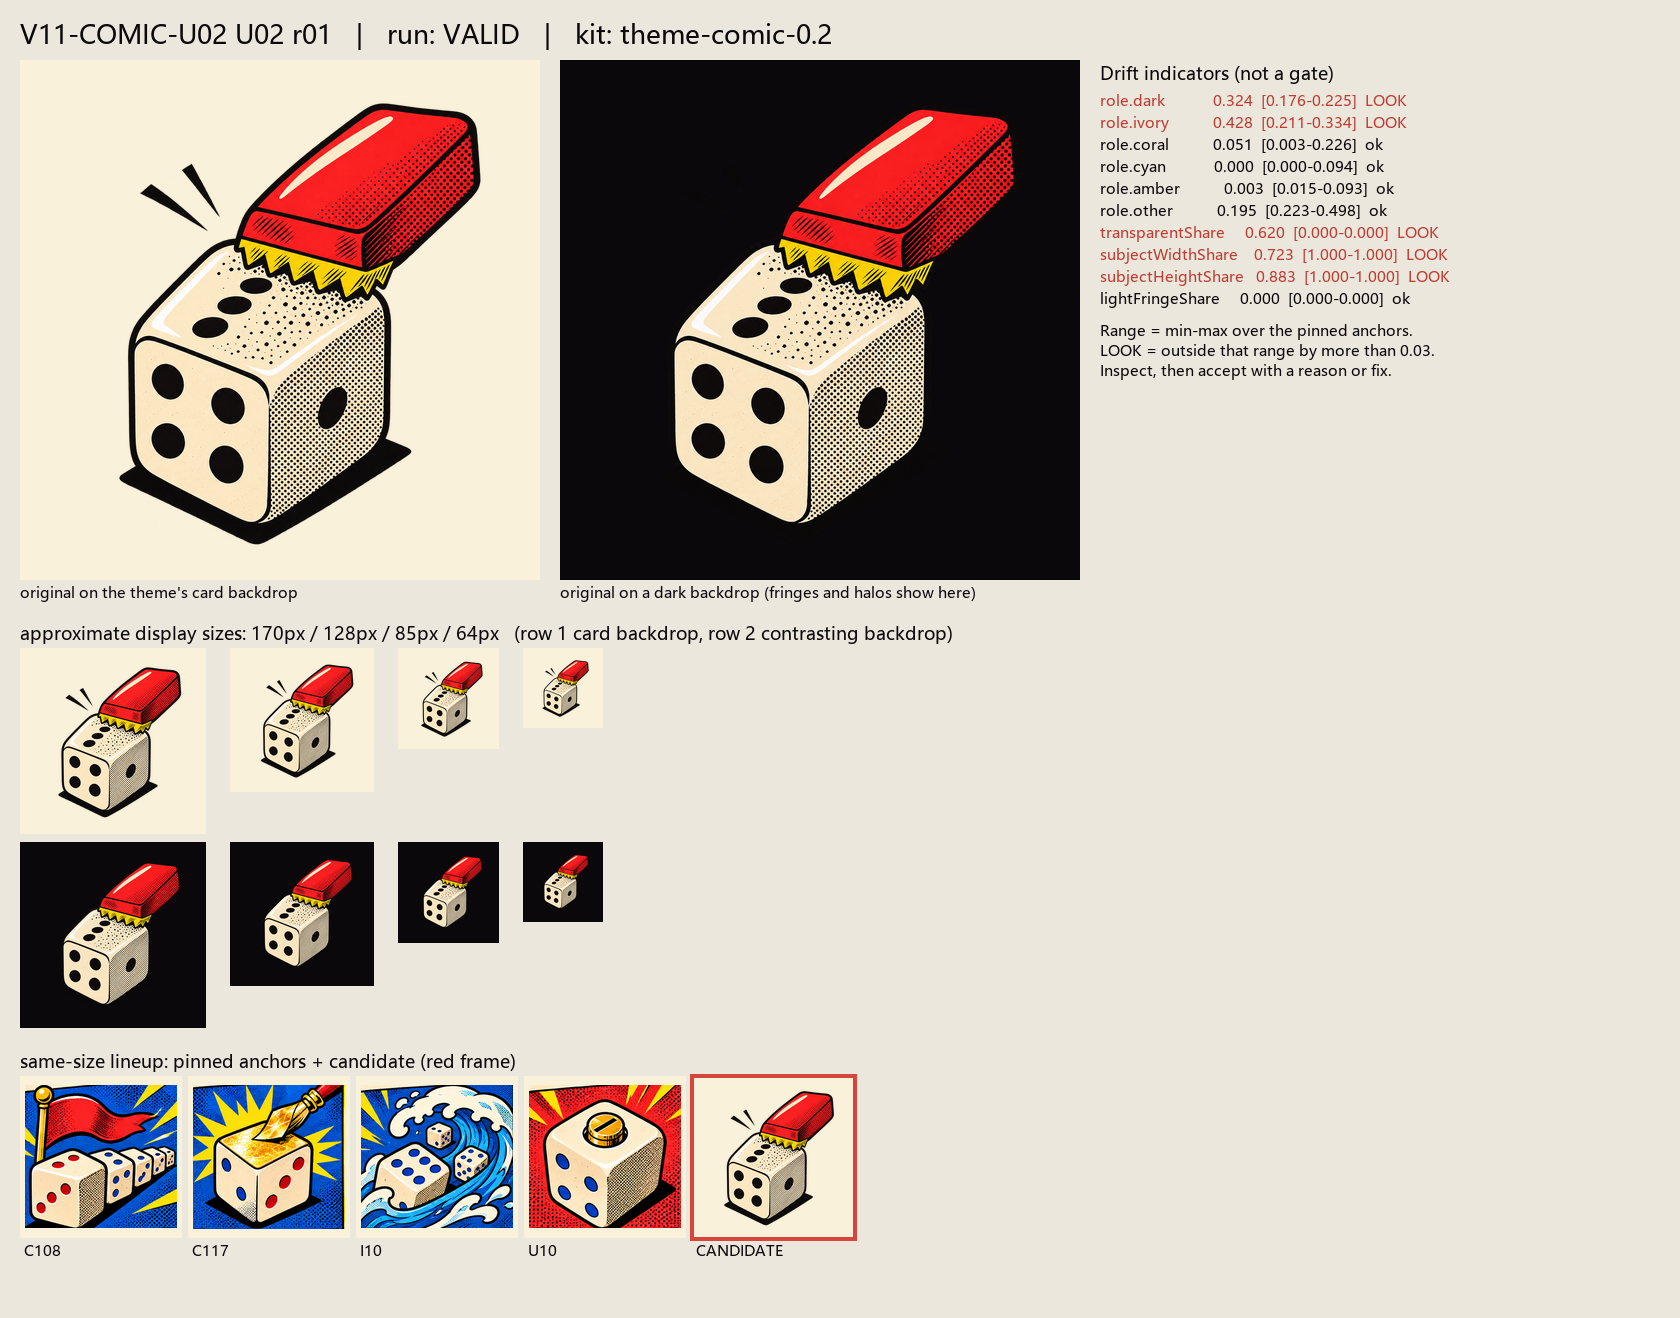 V11-COMIC-U02 U02 r01 | run: VALID | kit: theme-comic-0.2
Drift indicators (not a gate)
role.dark 0.324 [0.176-0.225] LOOK
role.ivory 0.428 [0.211-0.334] LOOK
role.coral 0.051 [0.003-0.226] ok
role.cyan 0.000 [0.000-0.094] ok
role.amber 0.003 [0.015-0.093] ok
role.other 0.195 [0.223-0.498] ok
transparentShare 0.620 [0.000-0.000] LOOK
subjectWidthShare 0.723 [1.000-1.000] LOOK
subjectHeightShare 0.883 [1.000-1.000] LOOK
lightFringeShare 0.000 [0.000-0.000] ok
Range = min-max over the pinned anchors.
LOOK = outside that range by more than 0.03.
Inspect, then accept with a reason or fix.
original on the theme's card backdrop
original on a dark backdrop (fringes and halos show here)
approximate display sizes: 170px / 128px / 85px / 64px (row 1 card backdrop, row 2 contrasting backdrop)
same-size lineup: pinned anchors + candidate (red frame)
C108
C117
I10
U10
CANDIDATE